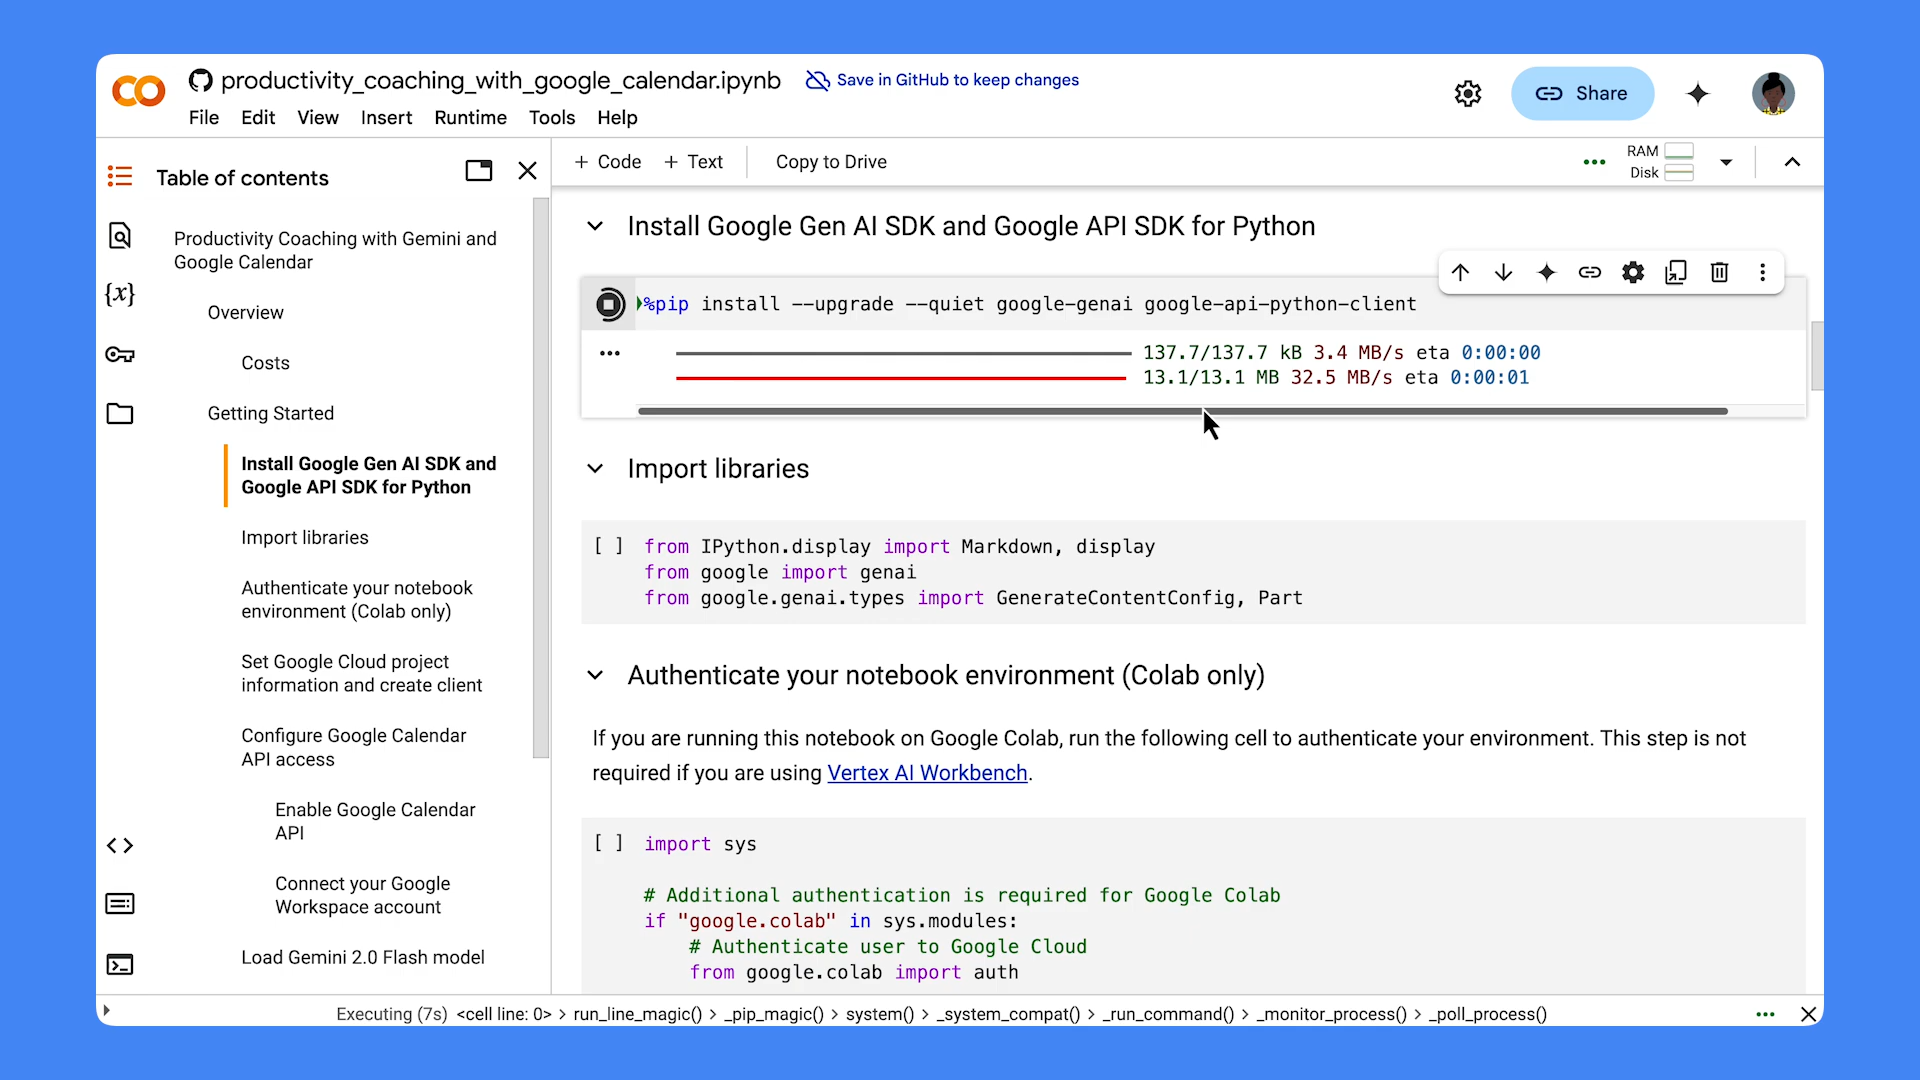 productivity_coaching_with_google_calendar.ipynb
Save in GitHub to keep changes
Share
File Edit View Insert Runtime Tools Help
Table of contents
+ Code + Text Copy to Drive
RAM
Disk
Productivity Coaching with Gemini and
Google Calendar
Overview
Costs
Getting Started
Install Google Gen AI SDK and
Google API SDK for Python
Import libraries
Authenticate your notebook
environment (Colab only)
Set Google Cloud project
information and create client
Configure Google Calendar
API access
Enable Google Calendar
API
Connect your Google
Workspace account
Load Gemini 2.0 Flash model
{x}
Install Google Gen AI SDK and Google API SDK for Python
%pip install --upgrade --quiet google-genai google-api-python-client
137.7/137.7 kB 3.4 MB/s eta 0:00:00
13.1/13.1 MB 32.5 MB/s eta 0:00:01
Import libraries
[ ] from IPython.display import Markdown, display
from google import genai
from google.genai.types import GenerateContentConfig, Part
Authenticate your notebook environment (Colab only)
If you are running this notebook on Google Colab, run the following cell to authenticate your environment. This step is not
required if you are using Vertex AI Workbench.
[ ] import sys
# Additional authentication is required for Google Colab
if "google.colab" in sys.modules:
# Authenticate user to Google Cloud
from google.colab import auth
Executing (7s) <cell line: 0> > run_line_magic() > _pip_magic() > system() > _system_compat() > _run_command() > _monitor_process() > _poll_process()